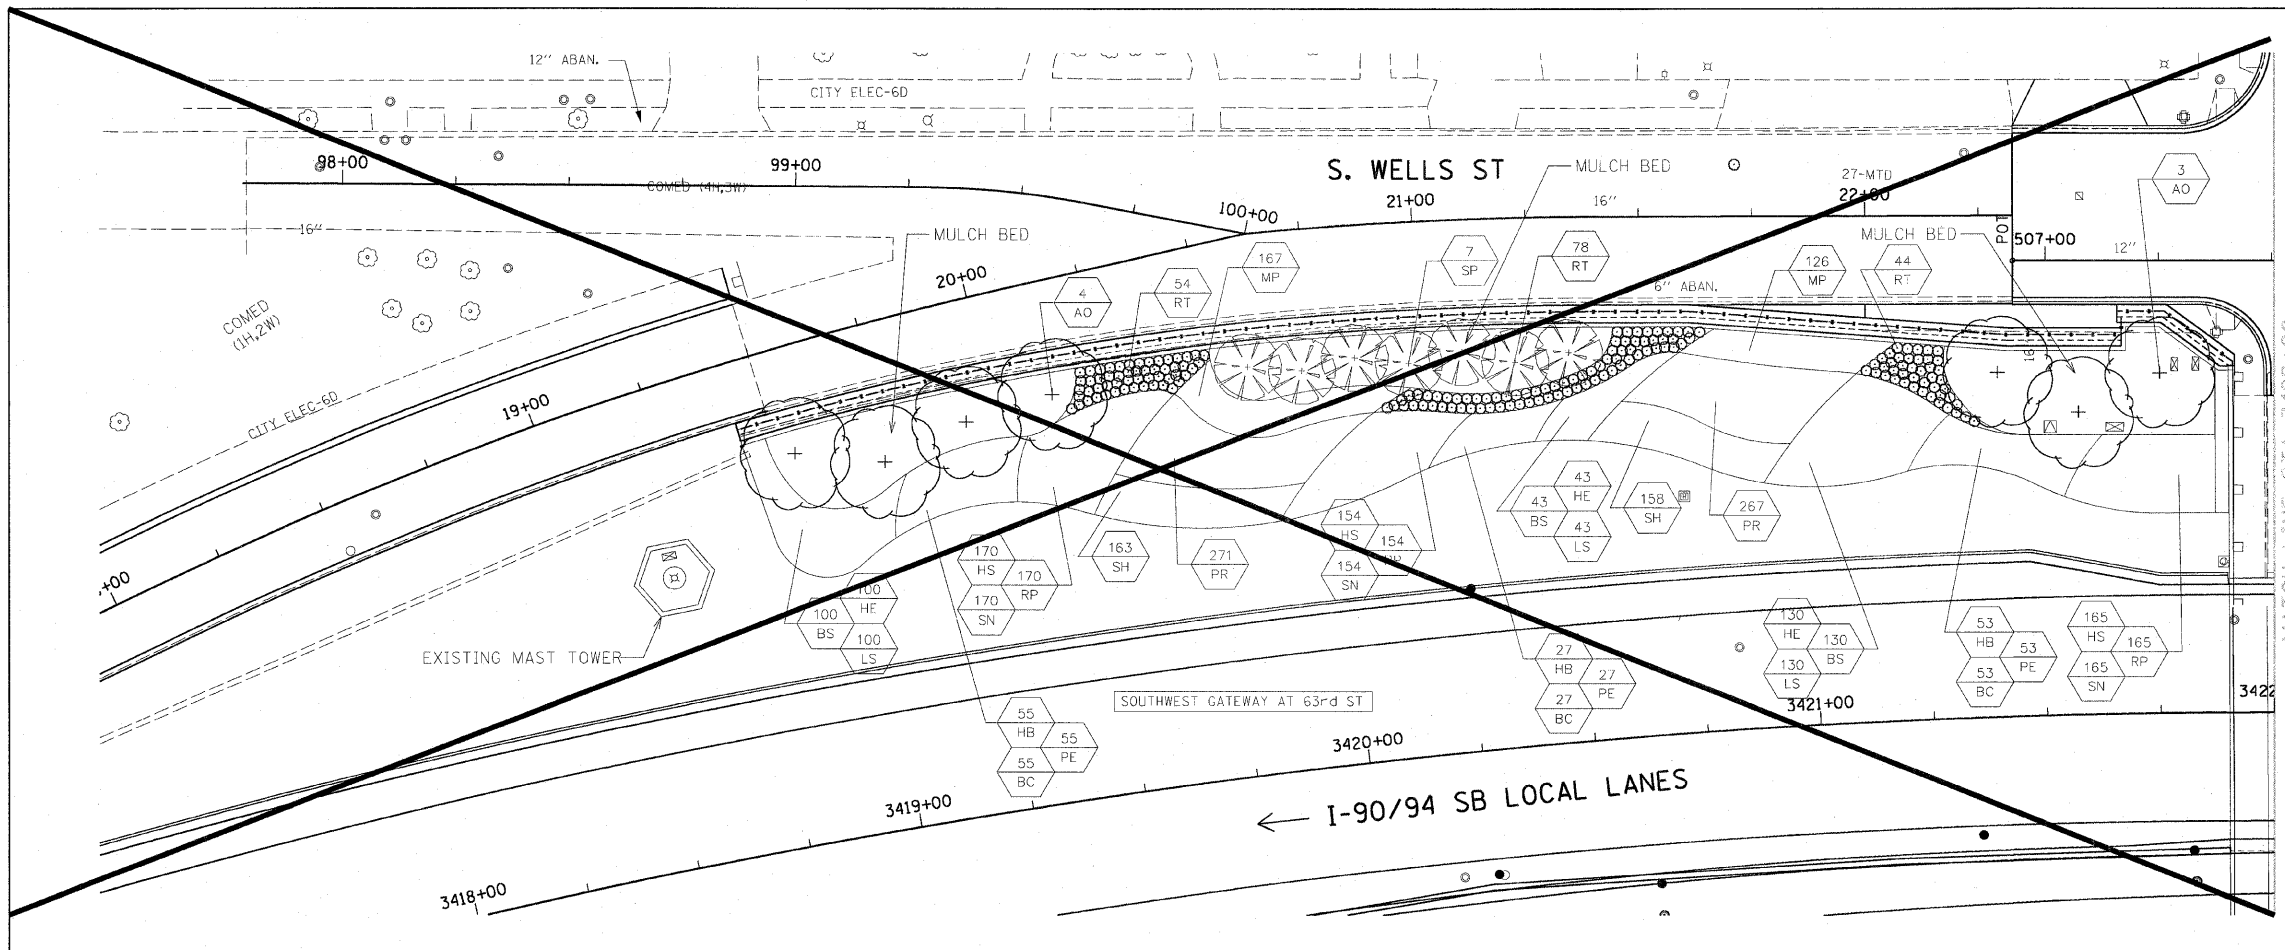 12" ABAN.
CITY ELEC-6D
98+00
99+00
COMED (4H,3W)
S. WELLS ST
MULCH BED
27-MTD
22+00
3
AO
16"
100+00
21+00
16"
MULCH BED
MULCH BED
POT
507+00
12"
20+00
167
MP
7
SP
78
RT
126
MP
44
RT
54
RT
4
AO
6" ABAN.
COMED
(1H,2W)
CITY ELEC-6D
19+00
+00
43
HE
43
BS
43
LS
158
SH
267
PR
154
HS
154
154
SN
170
HS
170
RP
170
SN
163
SH
271
PR
100
HE
100
BS
100
LS
EXISTING MAST TOWER
130
HE
130
BS
130
LS
53
HB
53
PE
53
BC
165
HS
165
RP
165
SN
27
HB
27
PE
27
BC
SOUTHWEST GATEWAY AT 63rd ST
55
HB
55
PE
55
BC
3422
3421+00
3420+00
3419+00
I-90/94 SB LOCAL LANES
3418+00